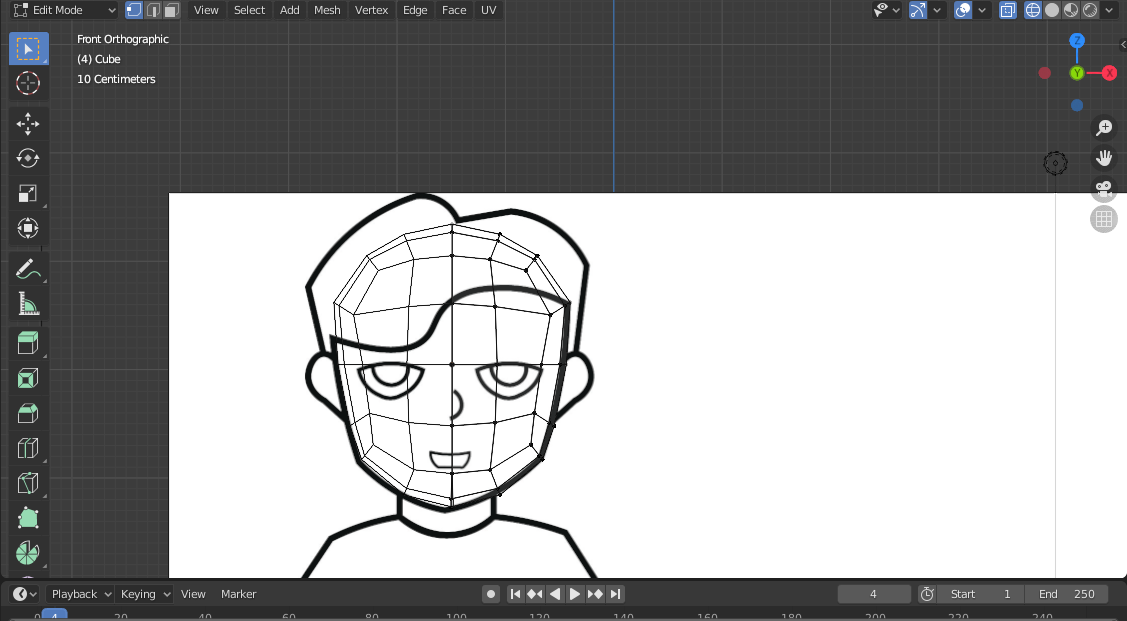 Edit Mode View Select Add Mesh Vertex Edge Face UV
Front Orthographic
(4) Cube
10 Centimeters
Z
Y X
Playback Keying View Marker 4 Start 1 End 250
0 4 20 40 60 80 100 120 140 160 180 200 220 240